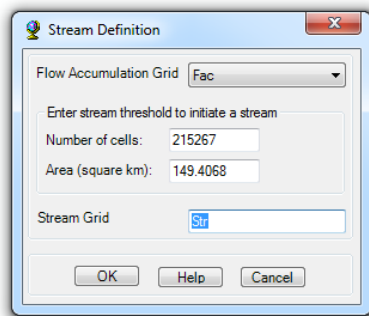 Stream Definition
Flow Accumulation Grid Fac
Enter stream threshold to initiate a stream
Number of cells: 215267
Area (square km): 149.4068
Stream Grid Str
OK Help Cancel